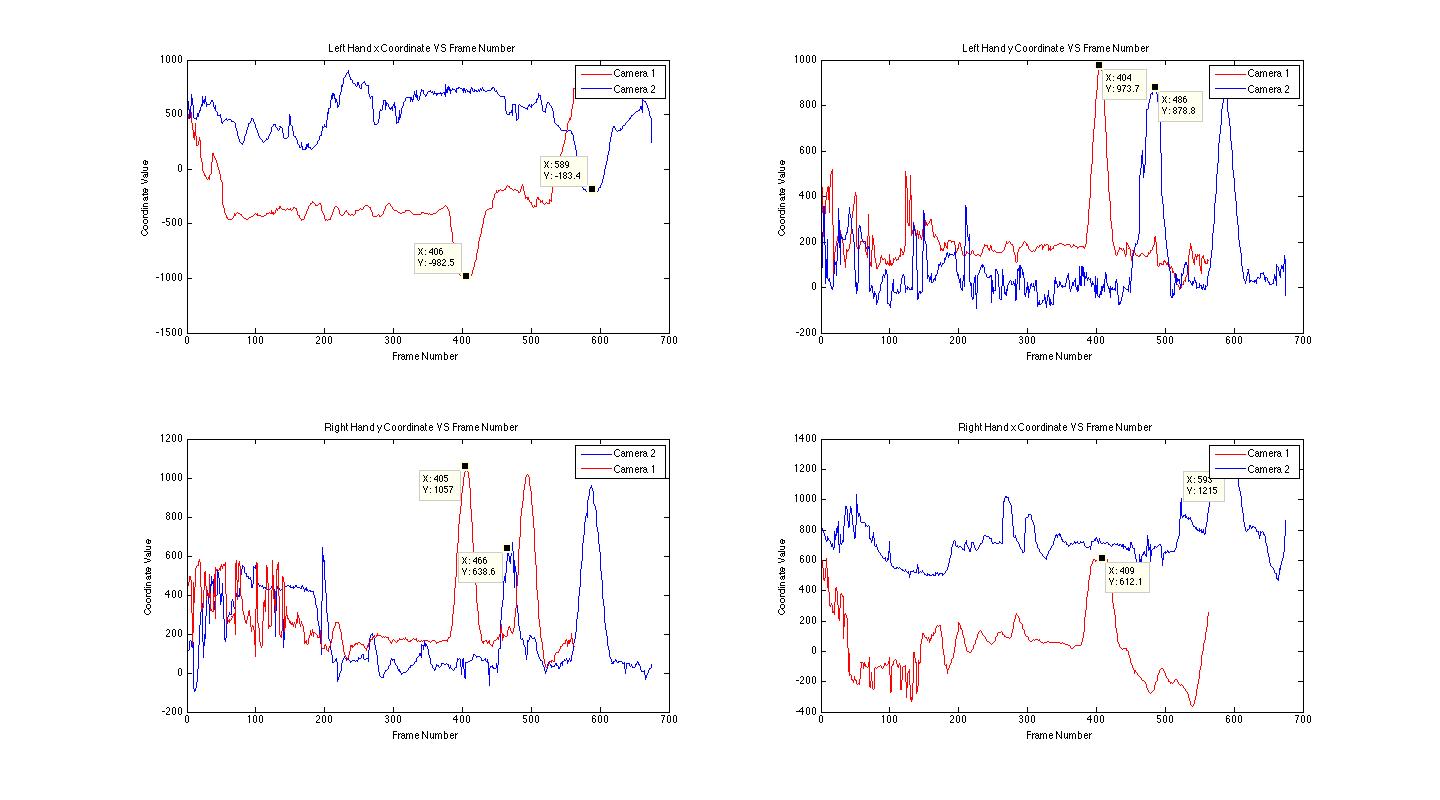 Left Hand x Coordinate VS Frame Number
1000
500
0
-500
-1000
-1500
Coordinate Value
Camera 1
Camera 2
X: 589
Y: -183.4
X: 406
Y: -982.5
0 100 200 300 400 500 600 700
Frame Number
Left Hand y Coordinate VS Frame Number
1000
800
600
400
200
0
-200
Coordinate Value
X: 404
Y: 973.7
X: 486
Y: 878.8
Camera 1
Camera 2
0 100 200 300 400 500 600 700
Frame Number
Right Hand y Coordinate VS Frame Number
1200
1000
800
600
400
200
0
-200
Coordinate Value
Camera 2
Camera 1
X: 405
Y: 1057
X: 466
Y: 638.6
0 100 200 300 400 500 600 700
Frame Number
Right Hand x Coordinate VS Frame Number
1400
1200
1000
800
600
400
200
0
-200
-400
Coordinate Value
Camera 1
Camera 2
X: 593
Y: 1215
X: 409
Y: 612.1
0 100 200 300 400 500 600 700
Frame Number